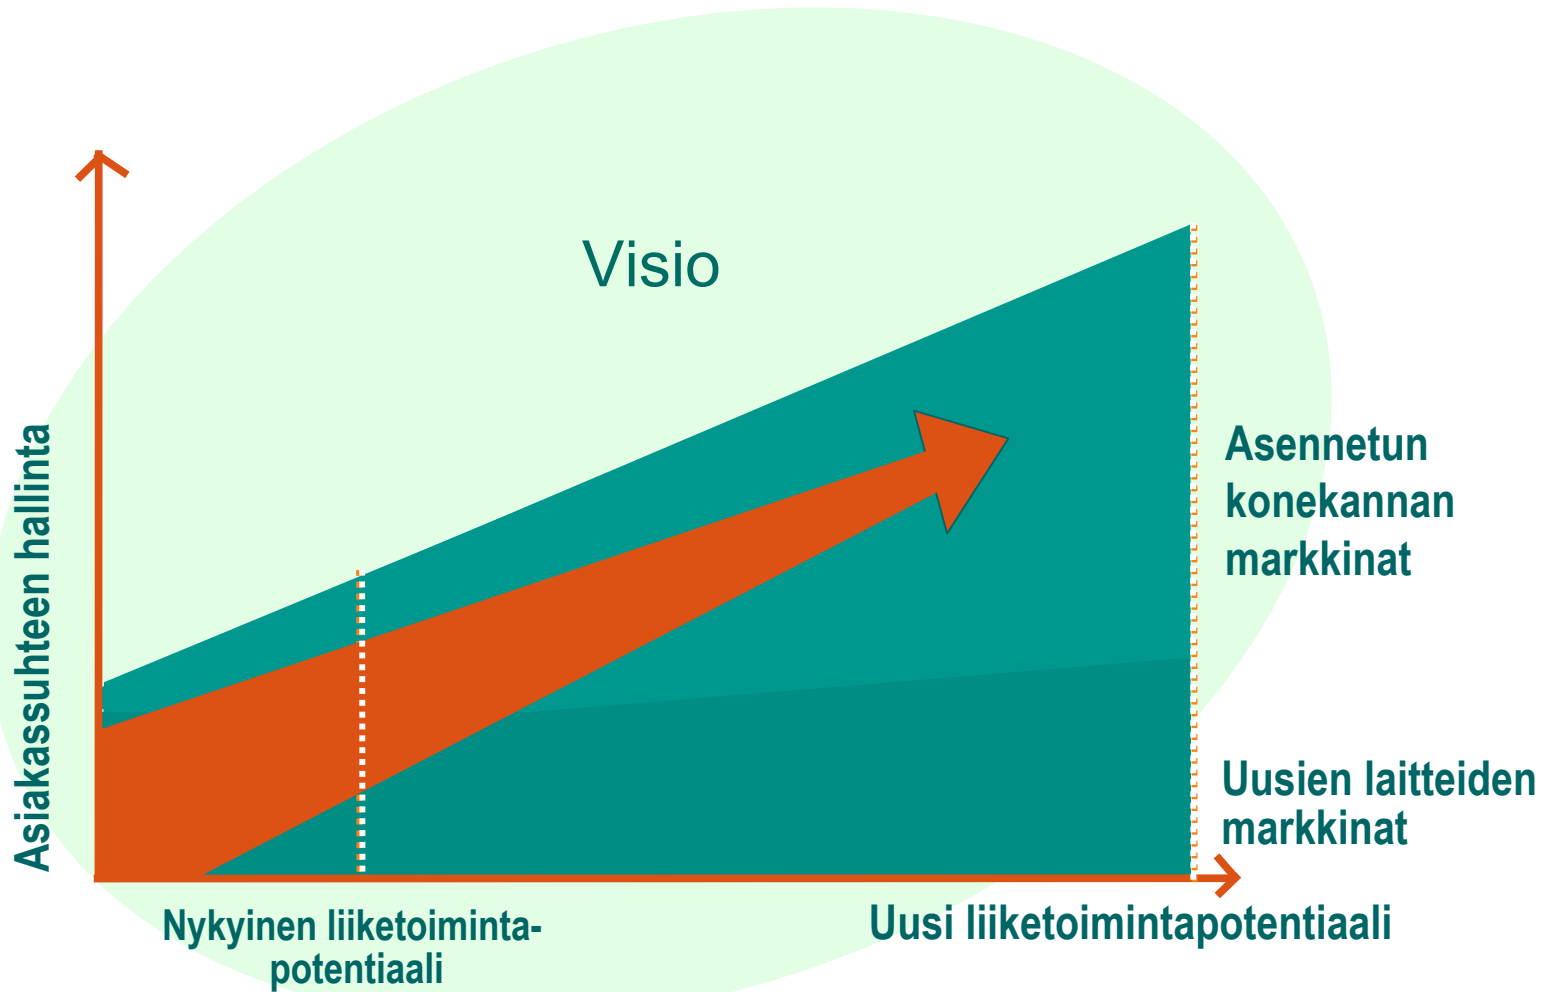 Visio
Asiakassuhteen hallinta
Asennetun
konekannan
markkinat
Uusien laitteiden
markkinat
Nykyinen liiketoiminta-
potentiaali
Uusi liiketoimintapotentiaali